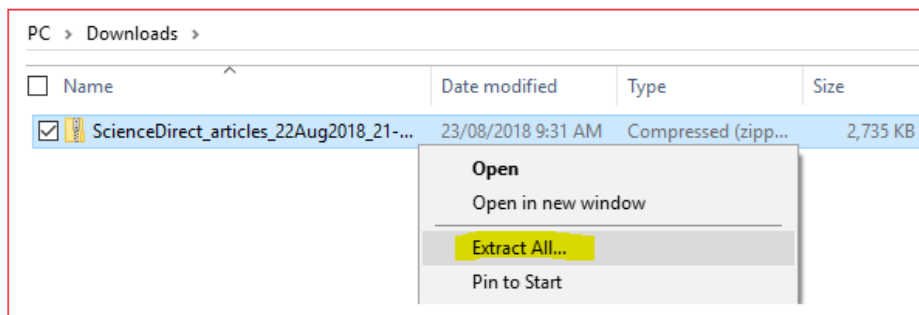 PC > Downloads >
Name Date modified Type Size
ScienceDirect_articles_22Aug2018_21-... 23/08/2018 9:31 AM Compressed (zipp... 2,735 KB
Open
Open in new window
Extract All...
Pin to Start